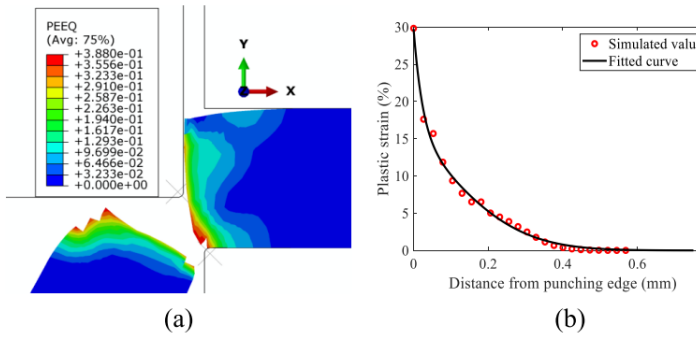 PEEQ
(Avg: 75%)
+3.880e-01
+3.556e-01
+3.233e-01
+2.910e-01
+2.587e-01
+2.263e-01
+1.940e-01
+1.617e-01
+1.293e-01
+9.699e-02
+6.466e-02
+3.233e-02
+0.000e+00
Y
X
(a)
Plastic strain (%)
30
25
20
15
10
5
0
0
0.2
0.4
0.6
Distance from punching edge (mm)
Simulated value
Fitted curve
(b)